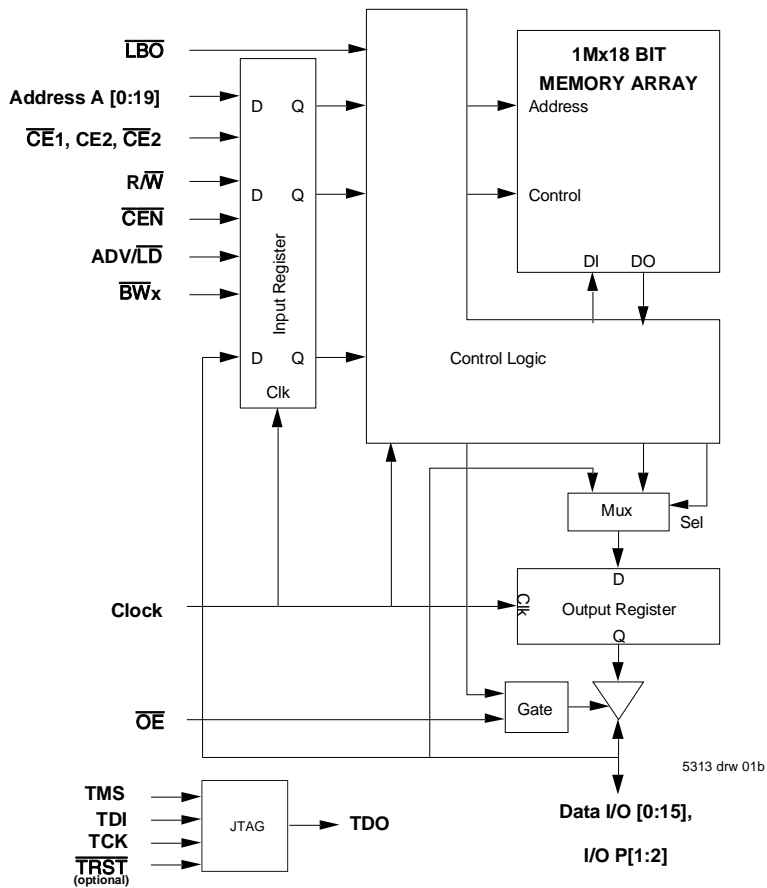 LBO
1Mx18 BIT
MEMORY ARRAY
Address A [0:19]
D Q
Address
CE1, CE2, CE2
R/W
D Q
Control
CEN
ADV/LD
BWx
Input Register
DI DO
D Q
Control Logic
Clk
Mux
Sel
D
Clock
Clk
Output Register
Q
OE
Gate
5313 drw 01b
TMS
TDI
TCK
TRST
(optional)
JTAG
TDO
Data I/O [0:15],
I/O P[1:2]